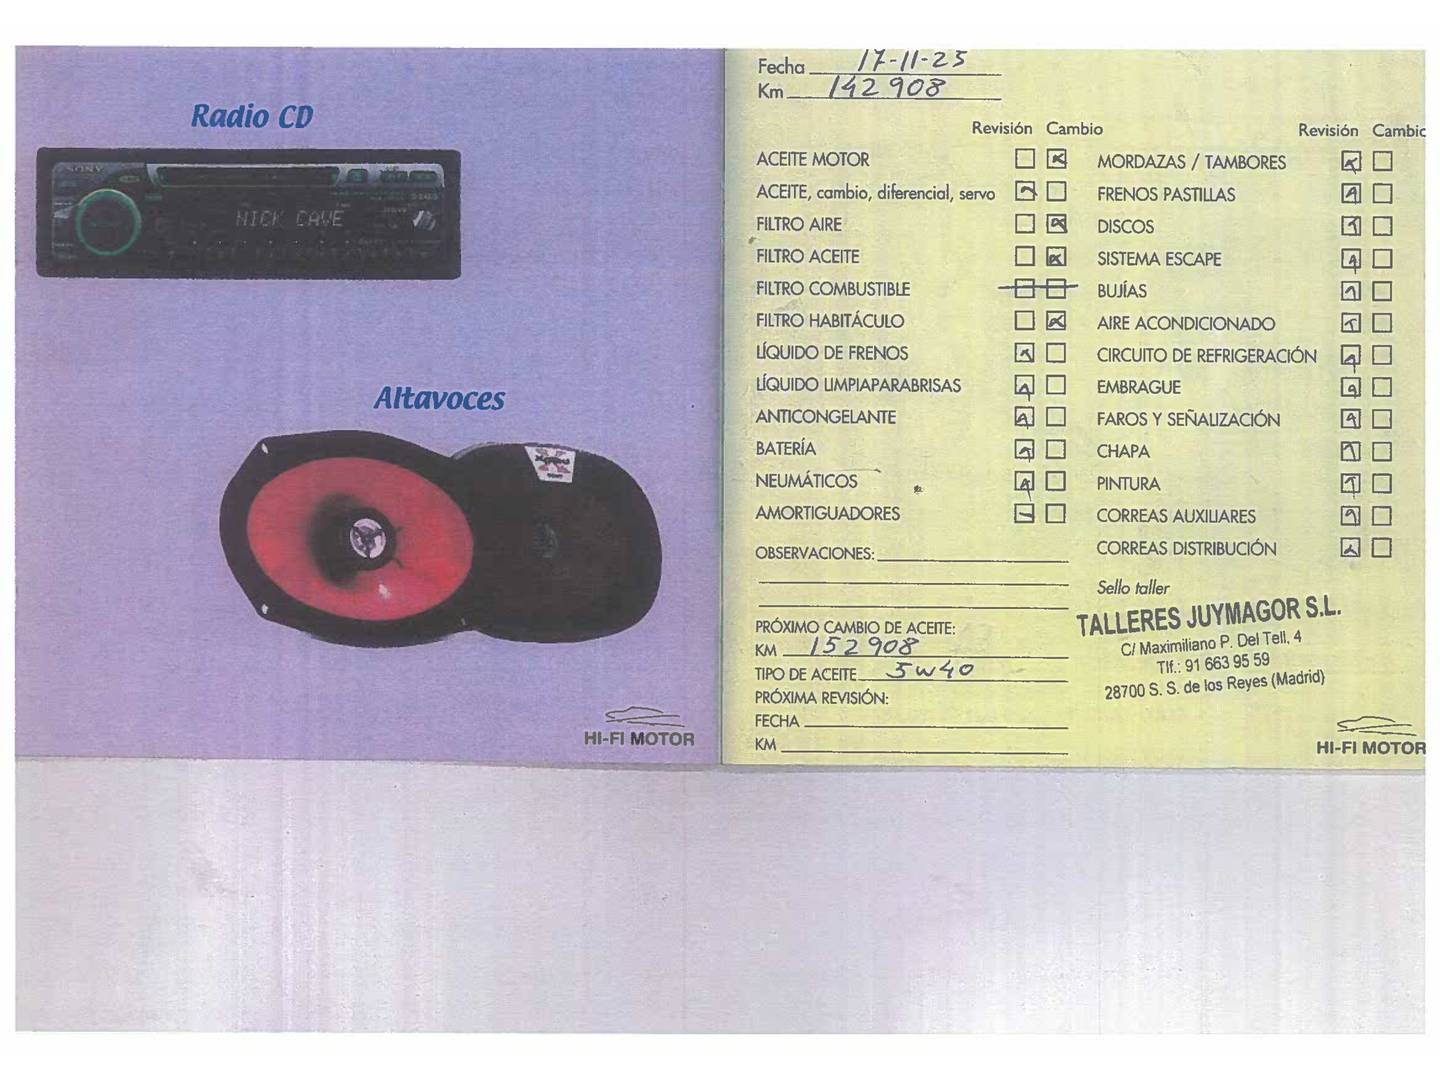 Radio CD
SONY
NICK CAVE
Altavoces
SONY
HI-FI MOTOR
Fecha 17-11-25
Km 142908
Revisión Cambio
ACEITE MOTOR
ACEITE, cambio, diferencial, servo
FILTRO AIRE
FILTRO ACEITE
FILTRO COMBUSTIBLE
FILTRO HABITÁCULO
LÍQUIDO DE FRENOS
LÍQUIDO LIMPIAPARABRISAS
ANTICONGELANTE
BATERÍA
NEUMÁTICOS
AMORTIGUADORES
OBSERVACIONES:
PRÓXIMO CAMBIO DE ACEITE:
KM 152908
TIPO DE ACEITE 5W40
PRÓXIMA REVISIÓN:
FECHA
KM
Revisión Cambio
MORDAZAS / TAMBORES
FRENOS PASTILLAS
DISCOS
SISTEMA ESCAPE
BUJÍAS
AIRE ACONDICIONADO
CIRCUITO DE REFRIGERACIÓN
EMBRAGUE
FAROS Y SEÑALIZACIÓN
CHAPA
PINTURA
CORREAS AUXILIARES
CORREAS DISTRIBUCIÓN
Sello taller
TALLERES JUYMAGOR S.L.
C/ Maximiliano P. Del Tell, 4
Tlf.: 91 663 95 59
28700 S. S. de los Reyes (Madrid)
HI-FI MOTOR